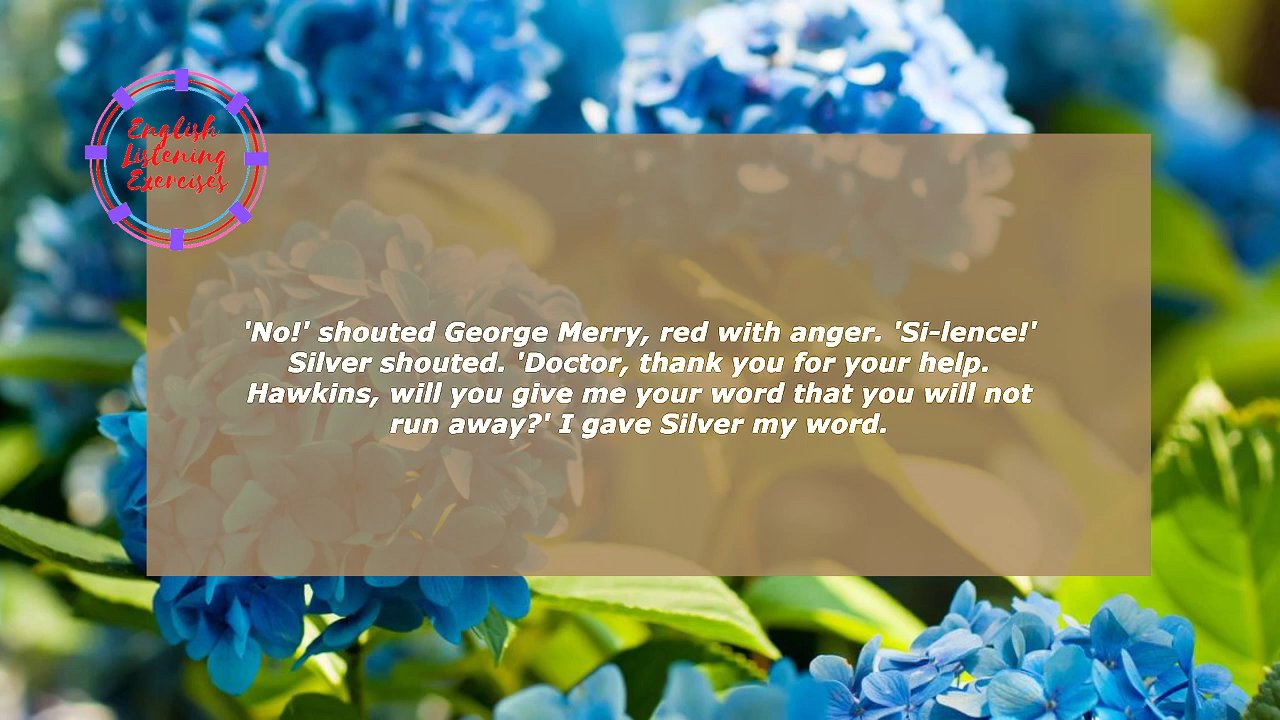 English
Listening
Exercises
'No!' shouted George Merry, red with anger. 'Si-lence!'
Silver shouted. 'Doctor, thank you for your help.
Hawkins, will you give me your word that you will not
run away?' I gave Silver my word.